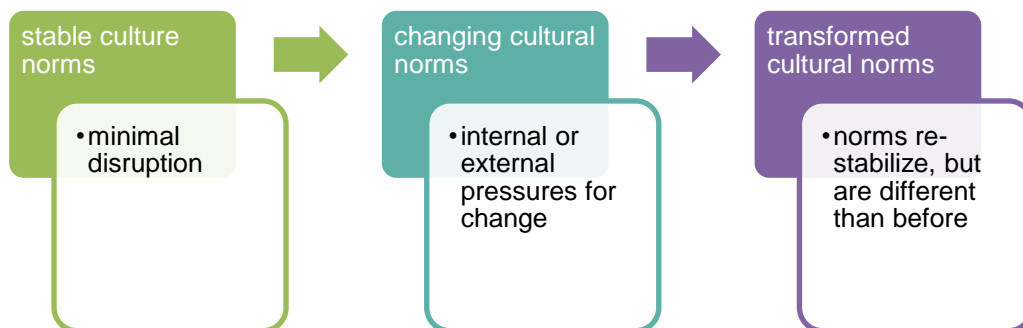 stable culture
norms
•minimal
disruption
changing cultural
norms
•internal or
external
pressures for
change
transformed
cultural norms
•norms re-
stabilize, but
are different
than before